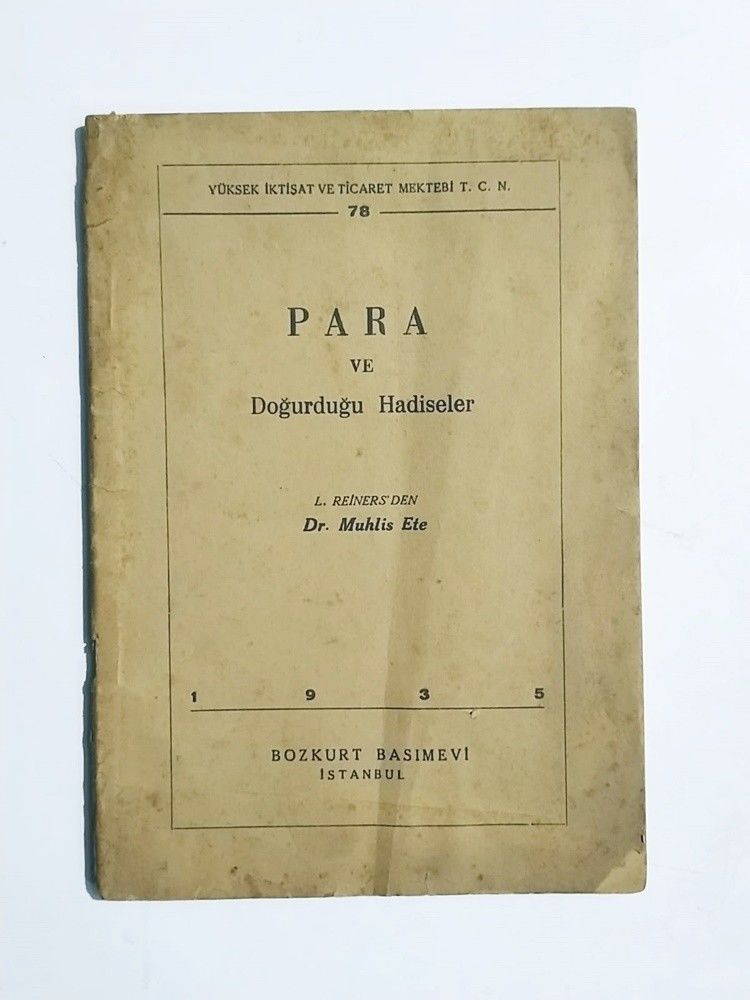 YÜKSEK İKTİSAT VE TİCARET MEKTEBİ T. C. N.
78
PARA
VE
Doğurduğu Hadiseler
L. REİNERS'DEN
Dr. Muhlis Ete
1 9 3 5
BOZKURT BASIMEVİ
İSTANBUL